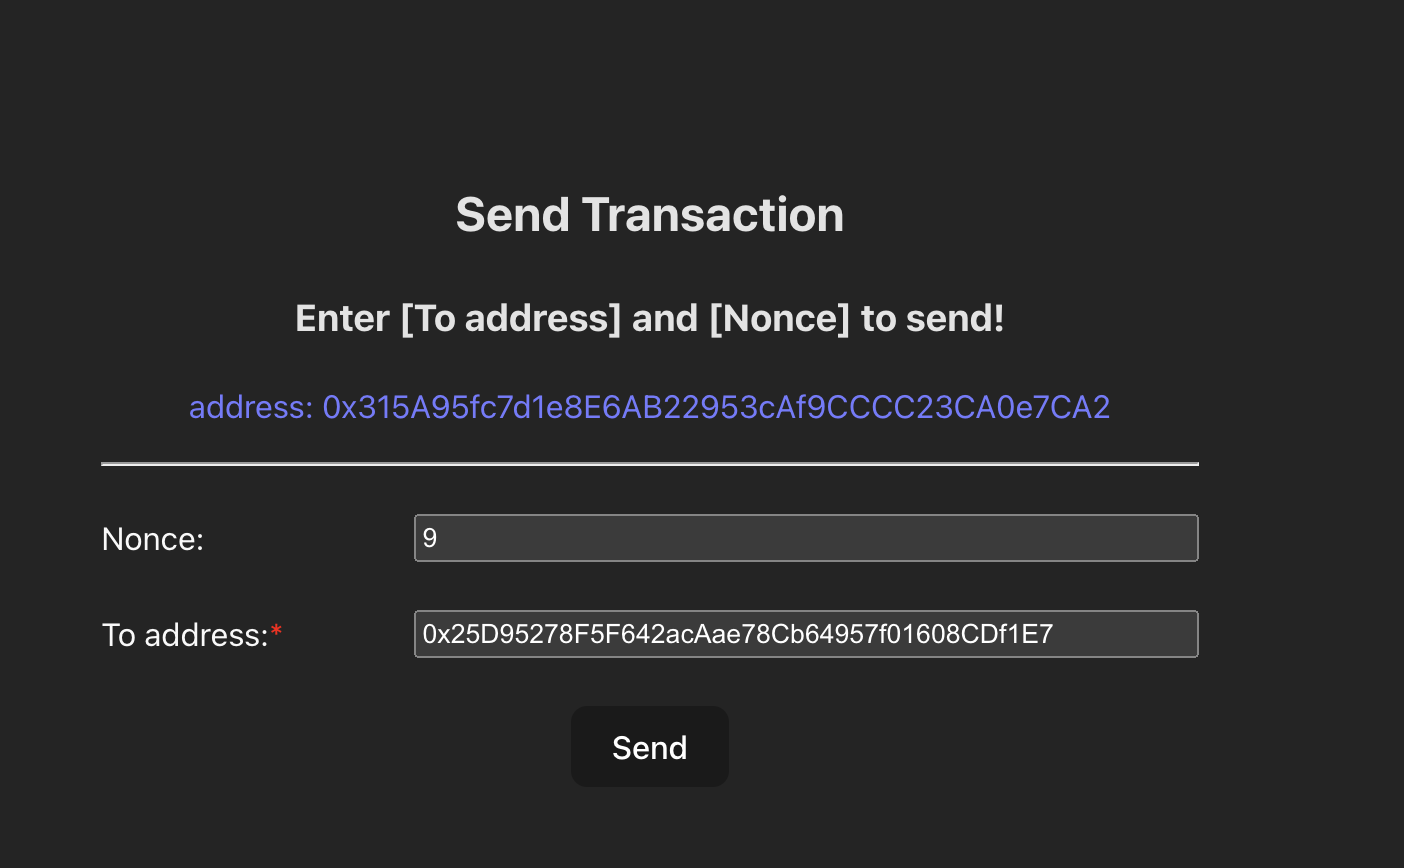 Send Transaction
Enter [To address] and [Nonce] to send!
address: 0x315A95fc7d1e8E6AB22953cAf9CCCC23CA0e7CA2
Nonce:
9
To address:*
0x25D95278F5F642acAae78Cb64957f01608CDf1E7
Send